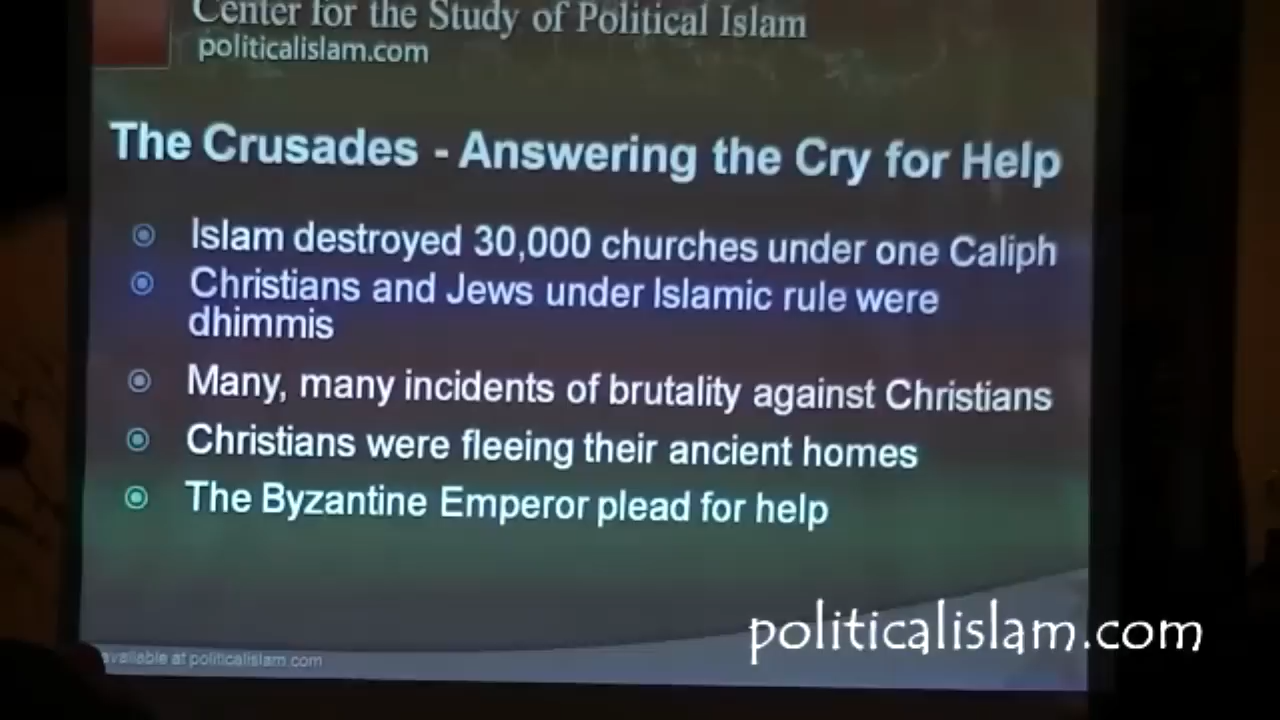 Center for the Study of Political Islam
politicalislam.com
The Crusades - Answering the Cry for Help
Islam destroyed 30,000 churches under one Caliph
Christians and Jews under Islamic rule were
dhimmis
Many, many incidents of brutality against Christians
Christians were fleeing their ancient homes
The Byzantine Emperor plead for help
politicalislam.com
available at politicalislam.com